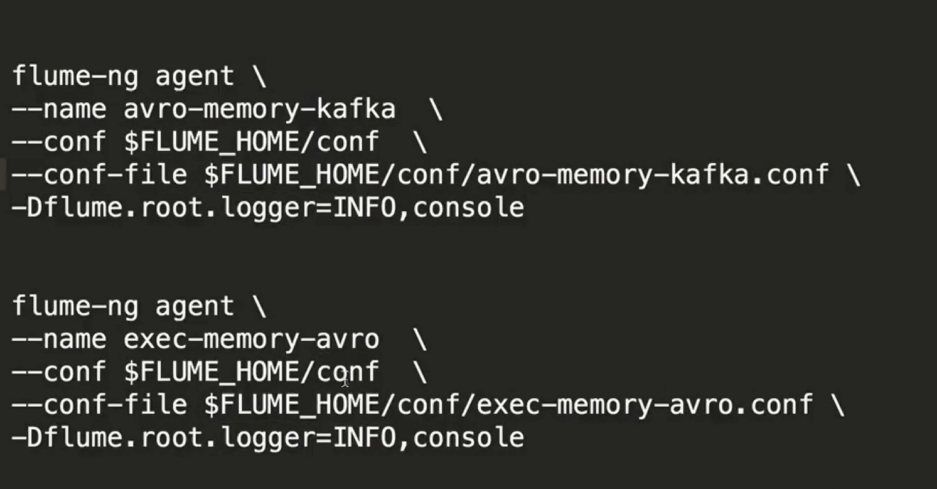 flume-ng agent \
--name avro-memory-kafka  \
--conf $FLUME_HOME/conf  \
--conf-file $FLUME_HOME/conf/avro-memory-kafka.conf \
-Dflume.root.logger=INFO,console
flume-ng agent \
--name exec-memory-avro  \
--conf $FLUME_HOME/conf  \
--conf-file $FLUME_HOME/conf/exec-memory-avro.conf \
-Dflume.root.logger=INFO,console